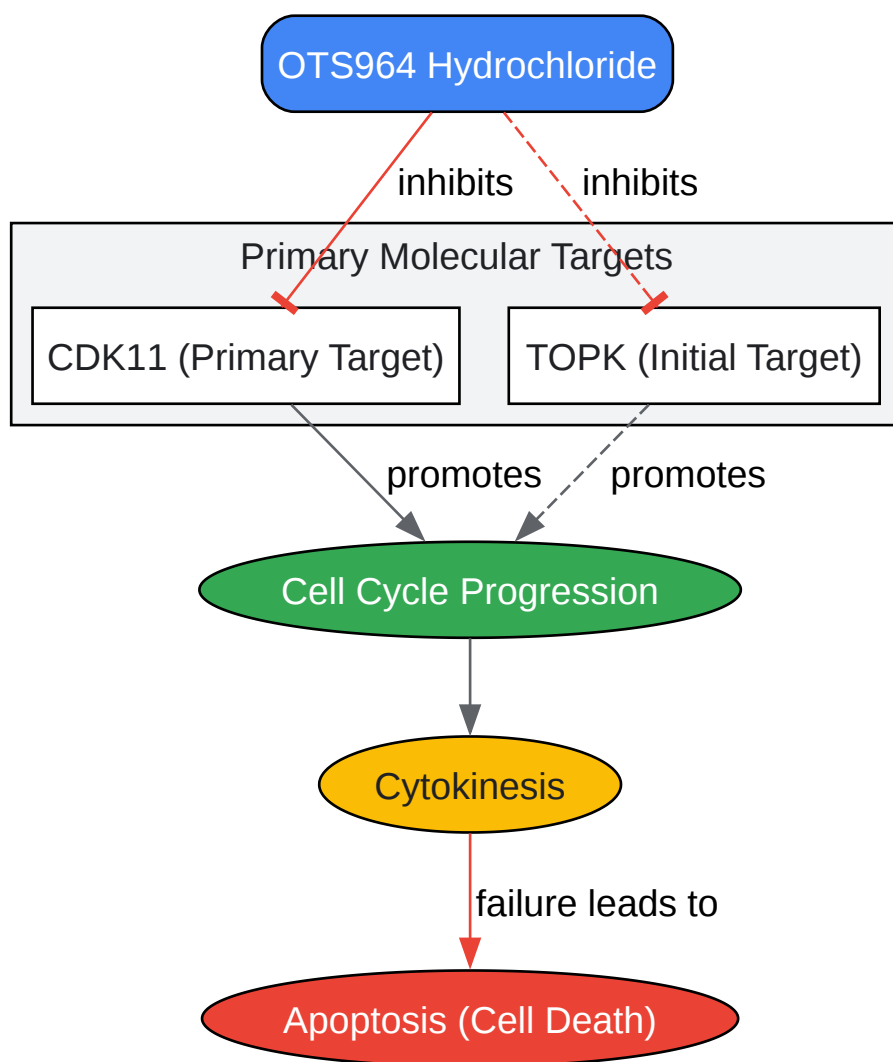 OTS964 Hydrochloride
inhibits
inhibits
Primary Molecular Targets
CDK11 (Primary Target)
TOPK (Initial Target)
promotes
promotes
Cell Cycle Progression
Cytokinesis
failure leads to
Apoptosis (Cell Death)